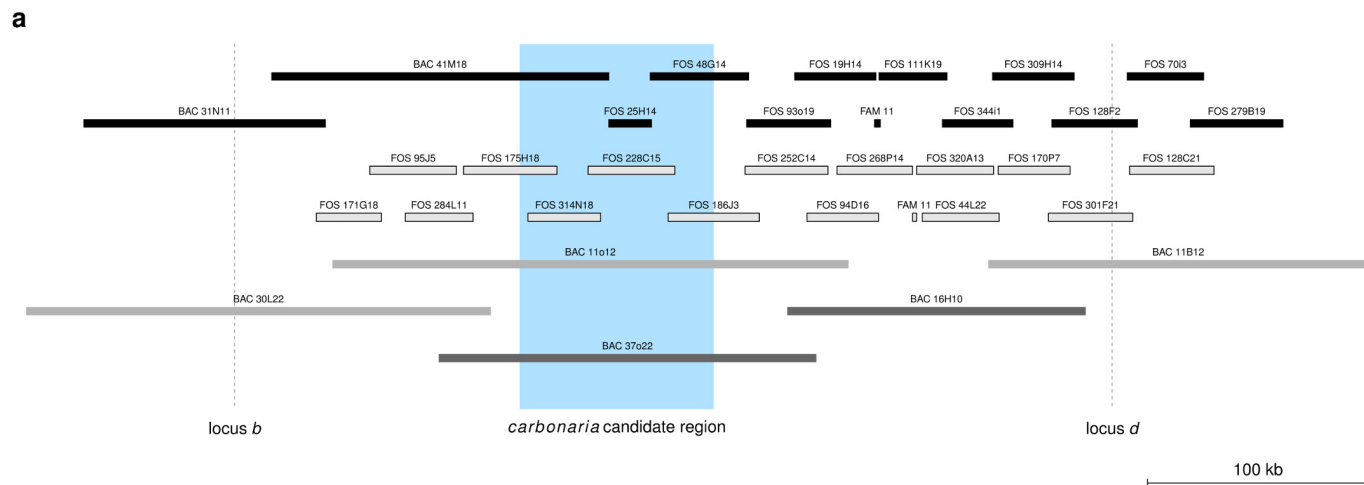 a
BAC 41M18 FOS 48G14 FOS 19H14 FOS 111K19 FOS 309H14 FOS 70i3
BAC 31N11 FOS 25H14 FOS 93o19 FAM 11 FOS 344i1 FOS 128F2 FOS 279B19
FOS 95J5 FOS 175H18 FOS 228C15 FOS 252C14 FOS 268P14 FOS 320A13 FOS 170P7 FOS 128C21
FOS 171G18 FOS 284L11 FOS 314N18 FOS 186J3 FOS 94D16 FAM 11 FOS 44L22 FOS 301F21
BAC 11o12 BAC 11B12
BAC 30L22 BAC 16H10
BAC 37o22
locus b carbonaria candidate region locus d
100 kb